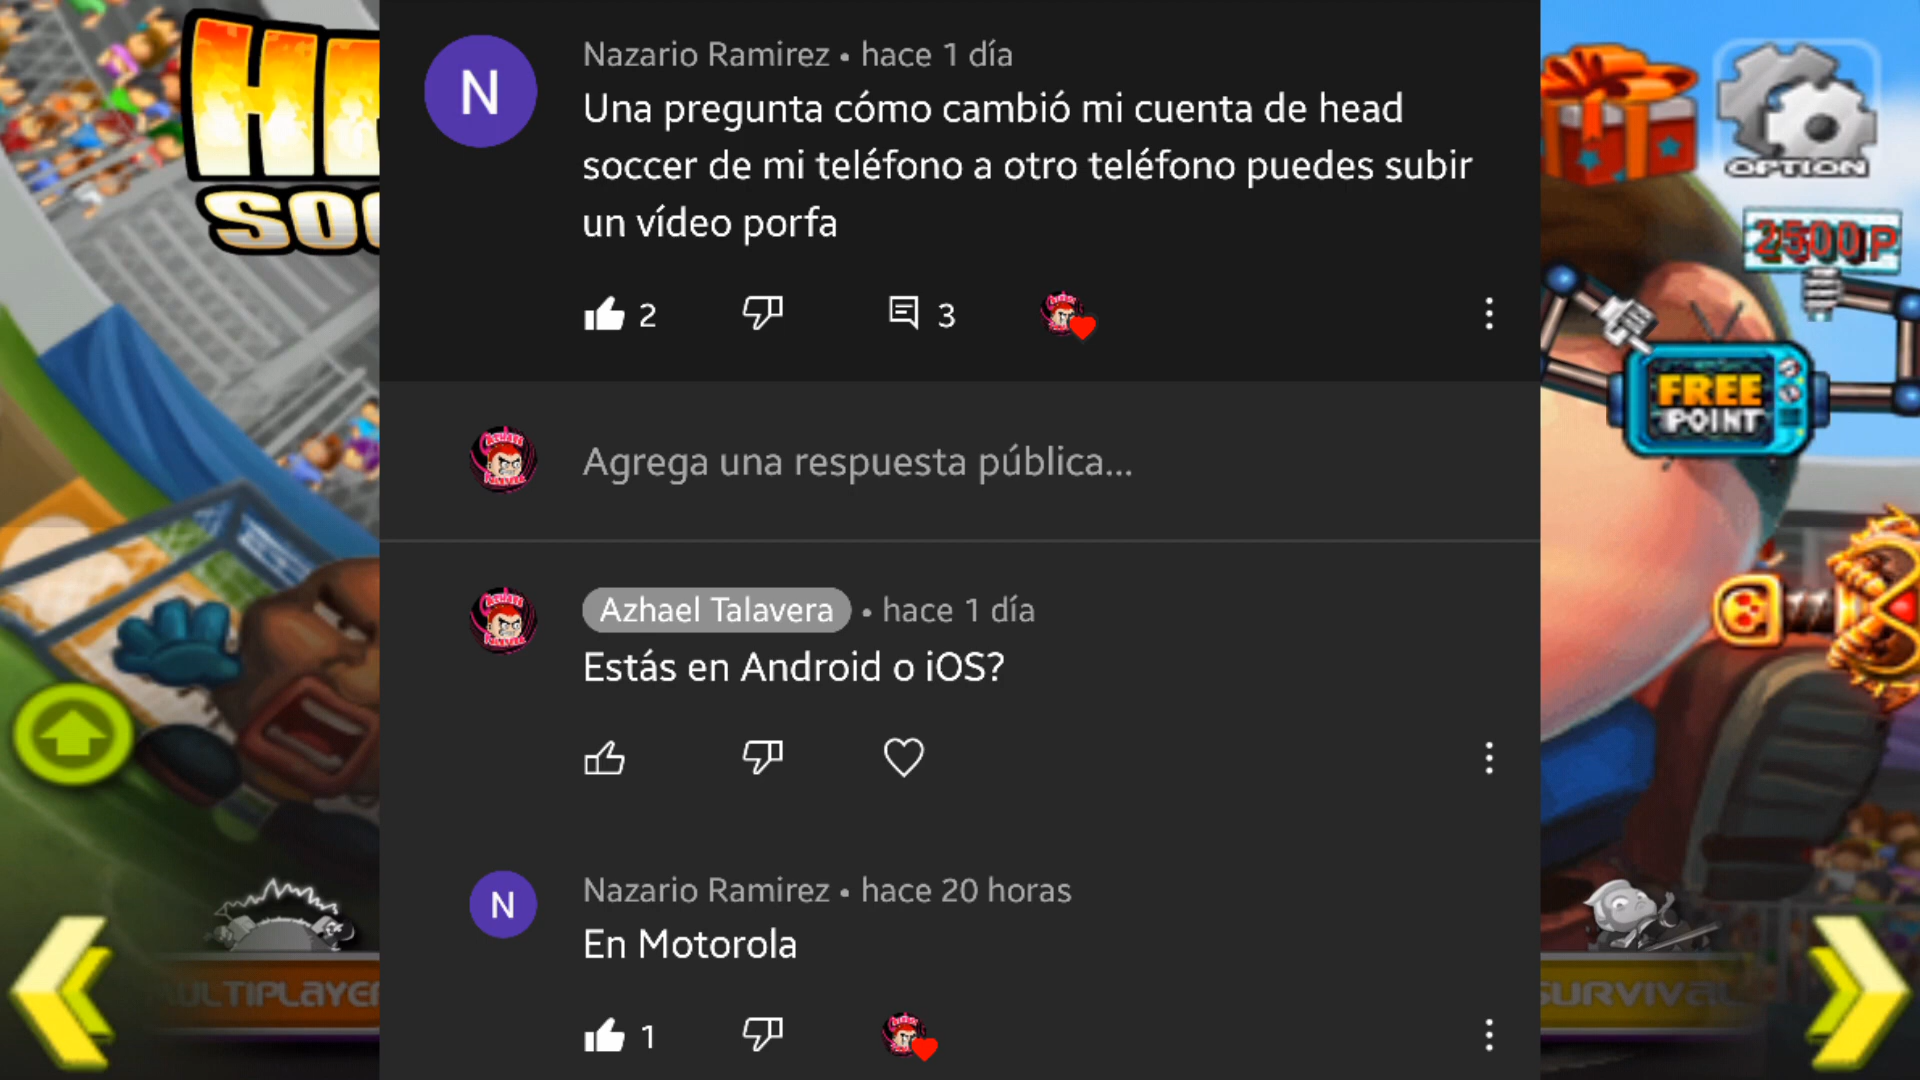 Nazario Ramirez • hace 1 día
Una pregunta cómo cambió mi cuenta de head
soccer de mi teléfono a otro teléfono puedes subir
un vídeo porfa
2
3
OPTION
2500P
FREE
POINT
Agrega una respuesta pública...
Azhael Talavera • hace 1 día
Estás en Android o iOS?
N
Nazario Ramirez • hace 20 horas
En Motorola
1
N
H
SO
ULTIPLAYE
SURVIVAL